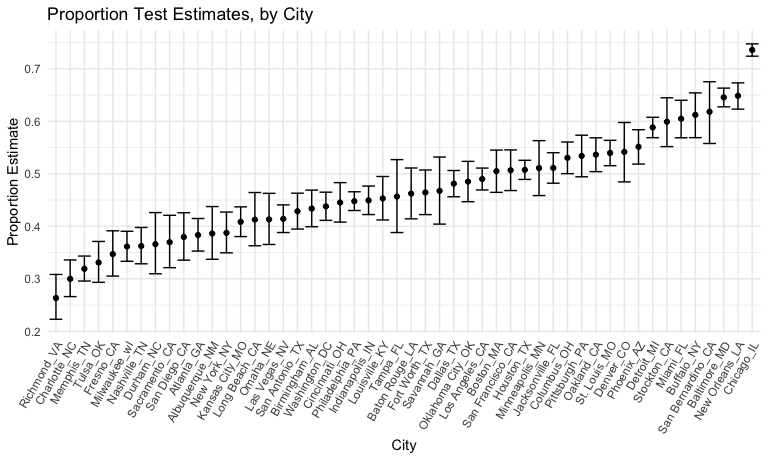 Proportion Test Estimates, by City
Proportion Estimate
0.7
0.6
0.5
0.4
0.3
0.2
Richmond_VA
Charlotte_NC
Memphis_TN
Tulsa_OK
Fresno_CA
Milwaukee_wI
Nashville_TN
Durham_NC
Sacramento_CA
San Diego_CA
Atlanta_GA
Albuquerque_NM
New York_NY
Kansas City_MO
Long Beach_CA
Omaha_NE
Las Vegas_NV
San Antonio_TX
Birmingham_AL
Washington_DC
Cincinnati_OH
Philadelphia_PA
Indianapolis_IN
Louisville_KY
Tampa_FL
Baton Rouge_LA
Fort Worth_TX
Savannah_GA
Dallas_TX
Oklahoma City_OK
Los Angeles_CA
Boston_MA
San Francisco_CA
Houston_TX
Minneapolis_MN
Jacksonville_FL
Columbus_OH
Pittsburgh_PA
Oakland_CA
St. Louis_MO
Denver_CO
Phoenix_AZ
Detroit_MI
Stockton_CA
Miami_FL
Buffalo_NY
San Bernardino_CA
Baltimore_MD
New Orleans_LA
Chicago_IL
City